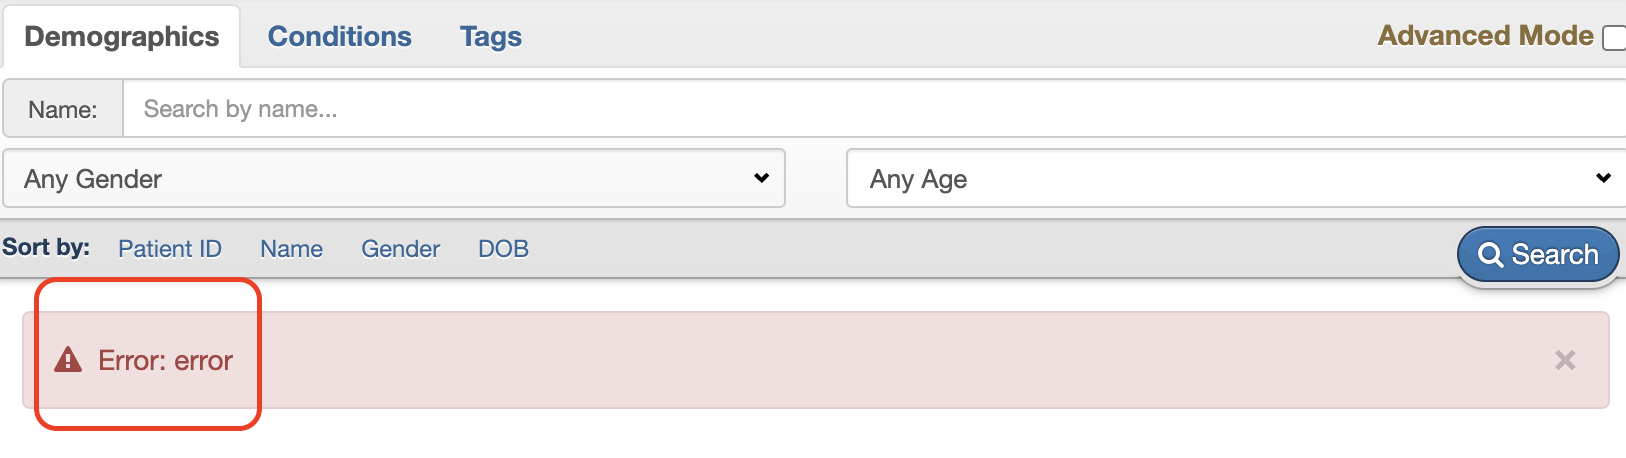 Demographics Conditions Tags Advanced Mode
Name: Search by name...
Any Gender Any Age
Sort by: Patient ID Name Gender DOB Search
Error: error ×